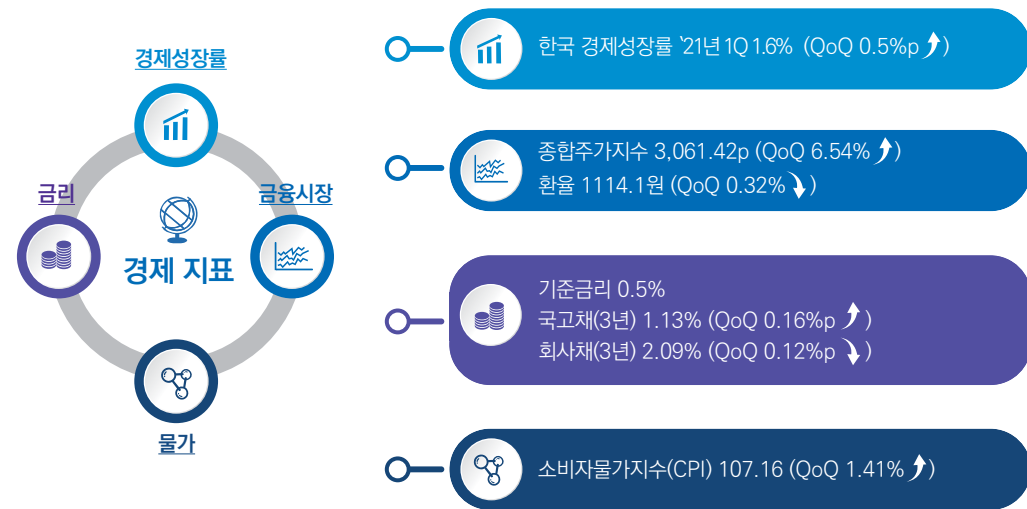 경제성장률
금리
금융시장
경제 지표
물가
한국 경제성장률 ‘21년 1Q 1.6% (QoQ 0.5%p ⤴)
종합주가지수 3,061.42p (QoQ 6.54% ⤴)
환율 1114.1원 (QoQ 0.32% ⤵)
기준금리 0.5%
국고채(3년) 1.13% (QoQ 0.16%p ⤴)
회사채(3년) 2.09% (QoQ 0.12%p ⤵)
소비자물가지수(CPI) 107.16 (QoQ 1.41% ⤴)